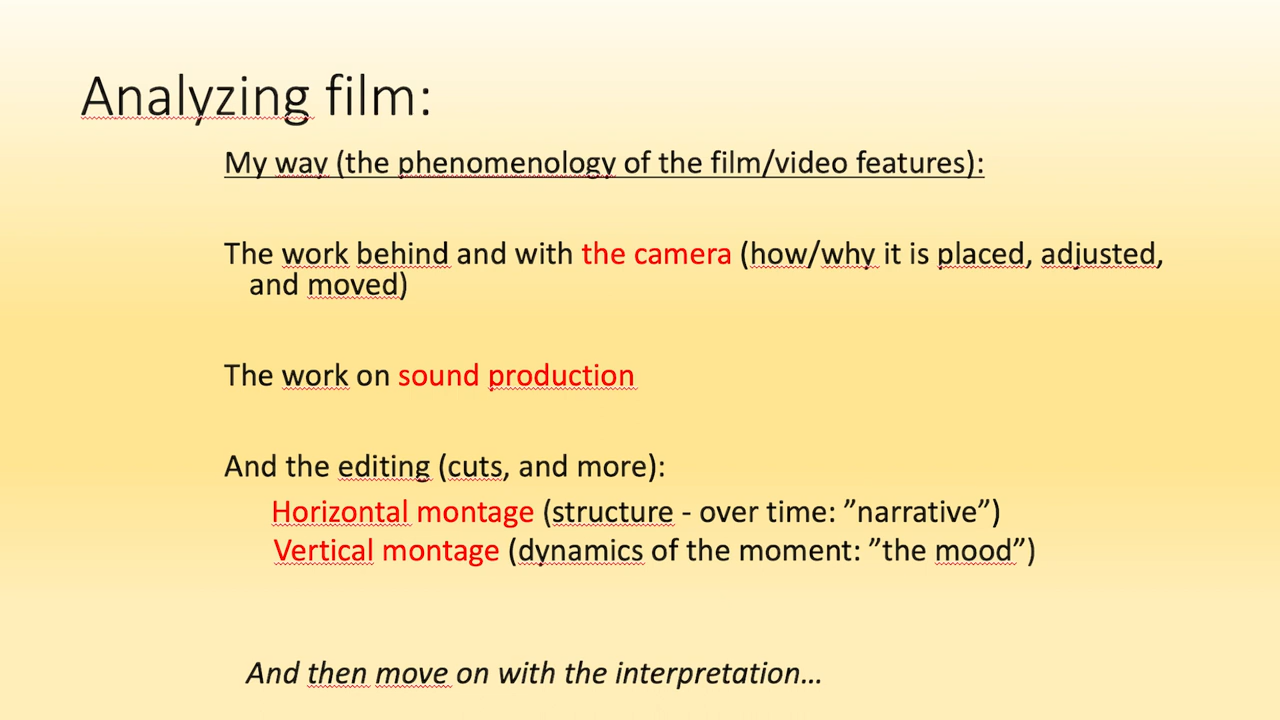 Analyzing film:
My way (the phenomenology of the film/video features):
The work behind and with the camera (how/why it is placed, adjusted,
and moved)
The work on sound production
And the editing (cuts, and more):
Horizontal montage (structure - over time: ”narrative”)
Vertical montage (dynamics of the moment: ”the mood”)
And then move on with the interpretation…